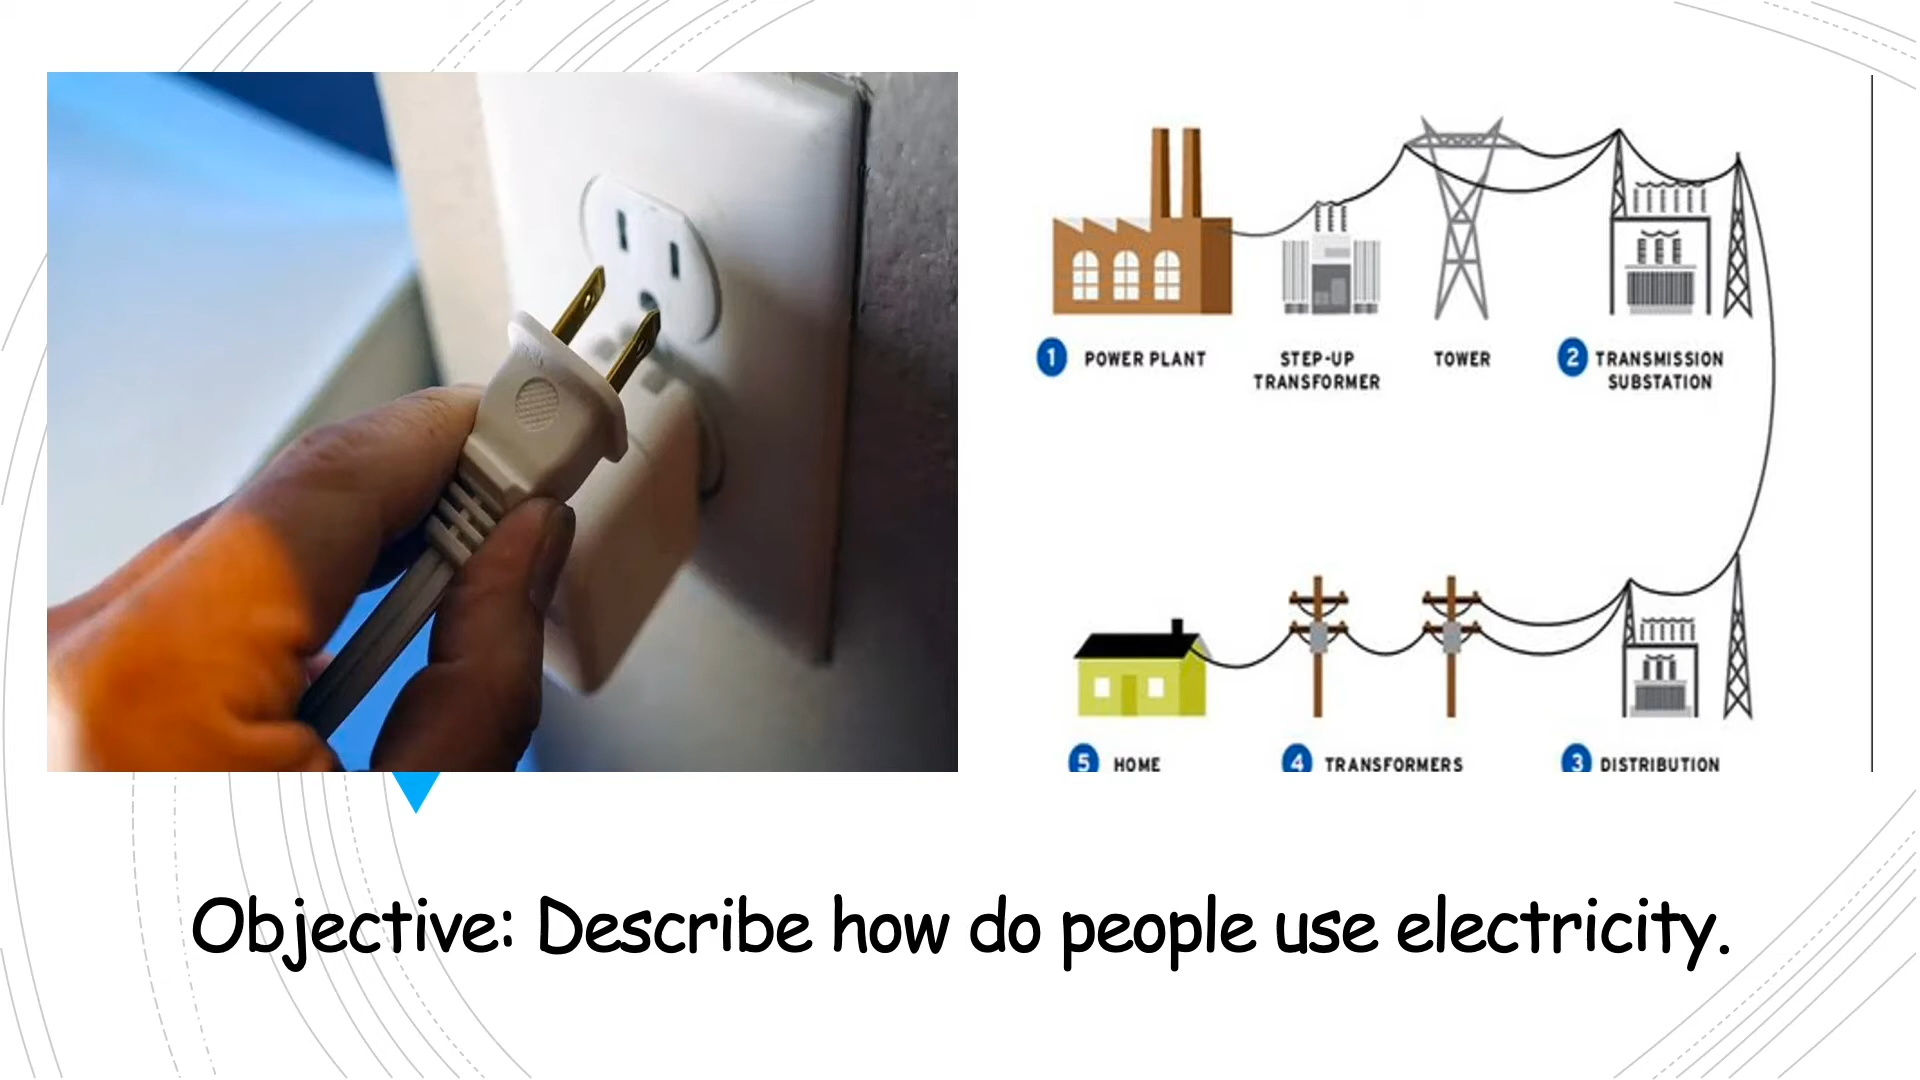 1 POWER PLANT
STEP-UP
TRANSFORMER
TOWER
2 TRANSMISSION
SUBSTATION
5 HOME
4 TRANSFORMERS
3 DISTRIBUTION
Objective: Describe how do people use electricity.